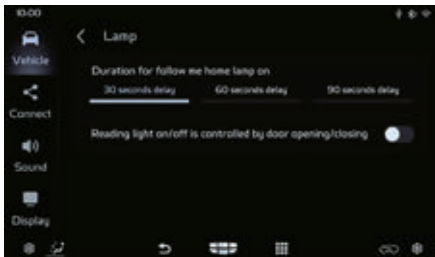 10:00
Lamp
Vehicle
Duration for follow me home lamp on
30 seconds delay
60 seconds delay
90 seconds delay
Connect
Reading light on/off is controlled by door opening/closing
Sound
Display